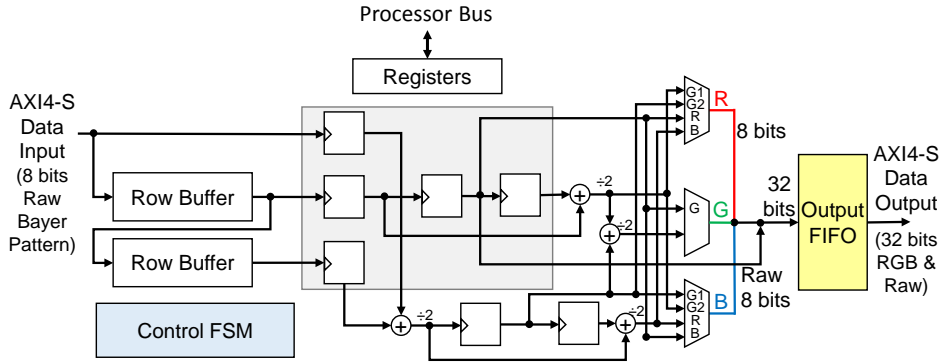 Processor Bus
Registers
AXI4-S
Data
Input
(8 bits
Raw
Bayer
Pattern)
Row Buffer
Row Buffer
Control FSM
+
÷2
+
÷2
+
÷2
+
÷2
G1
G2
R
B
R
8 bits
G
G
G1
G2
R
B
B
Raw
8 bits
32
bits
Output
FIFO
AXI4-S
Data
Output
(32 bits
RGB &
Raw)